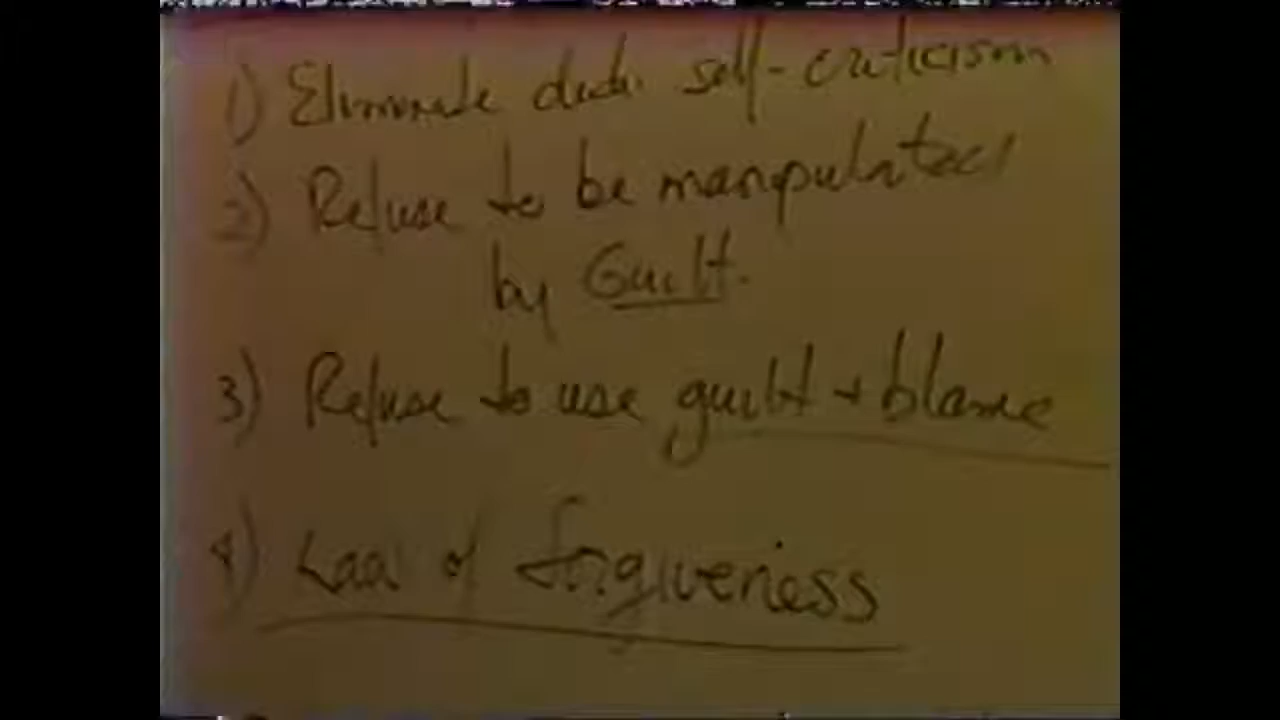 1) Eliminate self-criticism
2) Refuse to be manipulated
by Guilt.
3) Refuse to use guilt + blame
4) Law of forgiveness